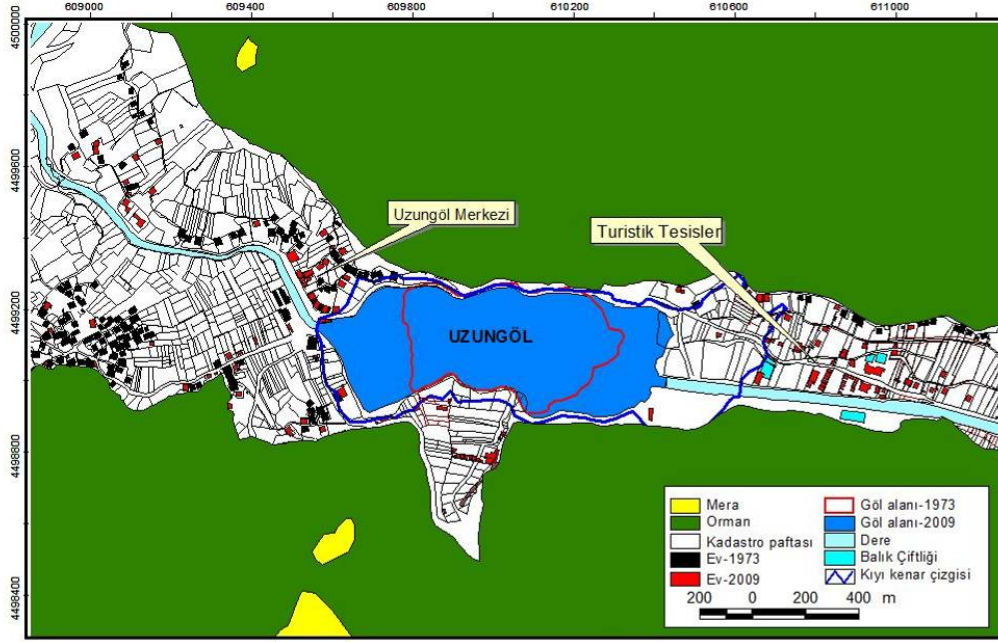 609000 609400 609800 610200 610600 611000
4500000
4499600
4499200
4498800
4498400
Uzungöl Merkezi
Turistik Tesisler
UZUNGÖL
Mera
Orman
Kadastro paftası
Ev-1973
Ev-2009
Göl alanı-1973
Göl alanı-2009
Dere
Balık Çiftliği
Kıyı kenar çizgisi
200 0 200 400 m